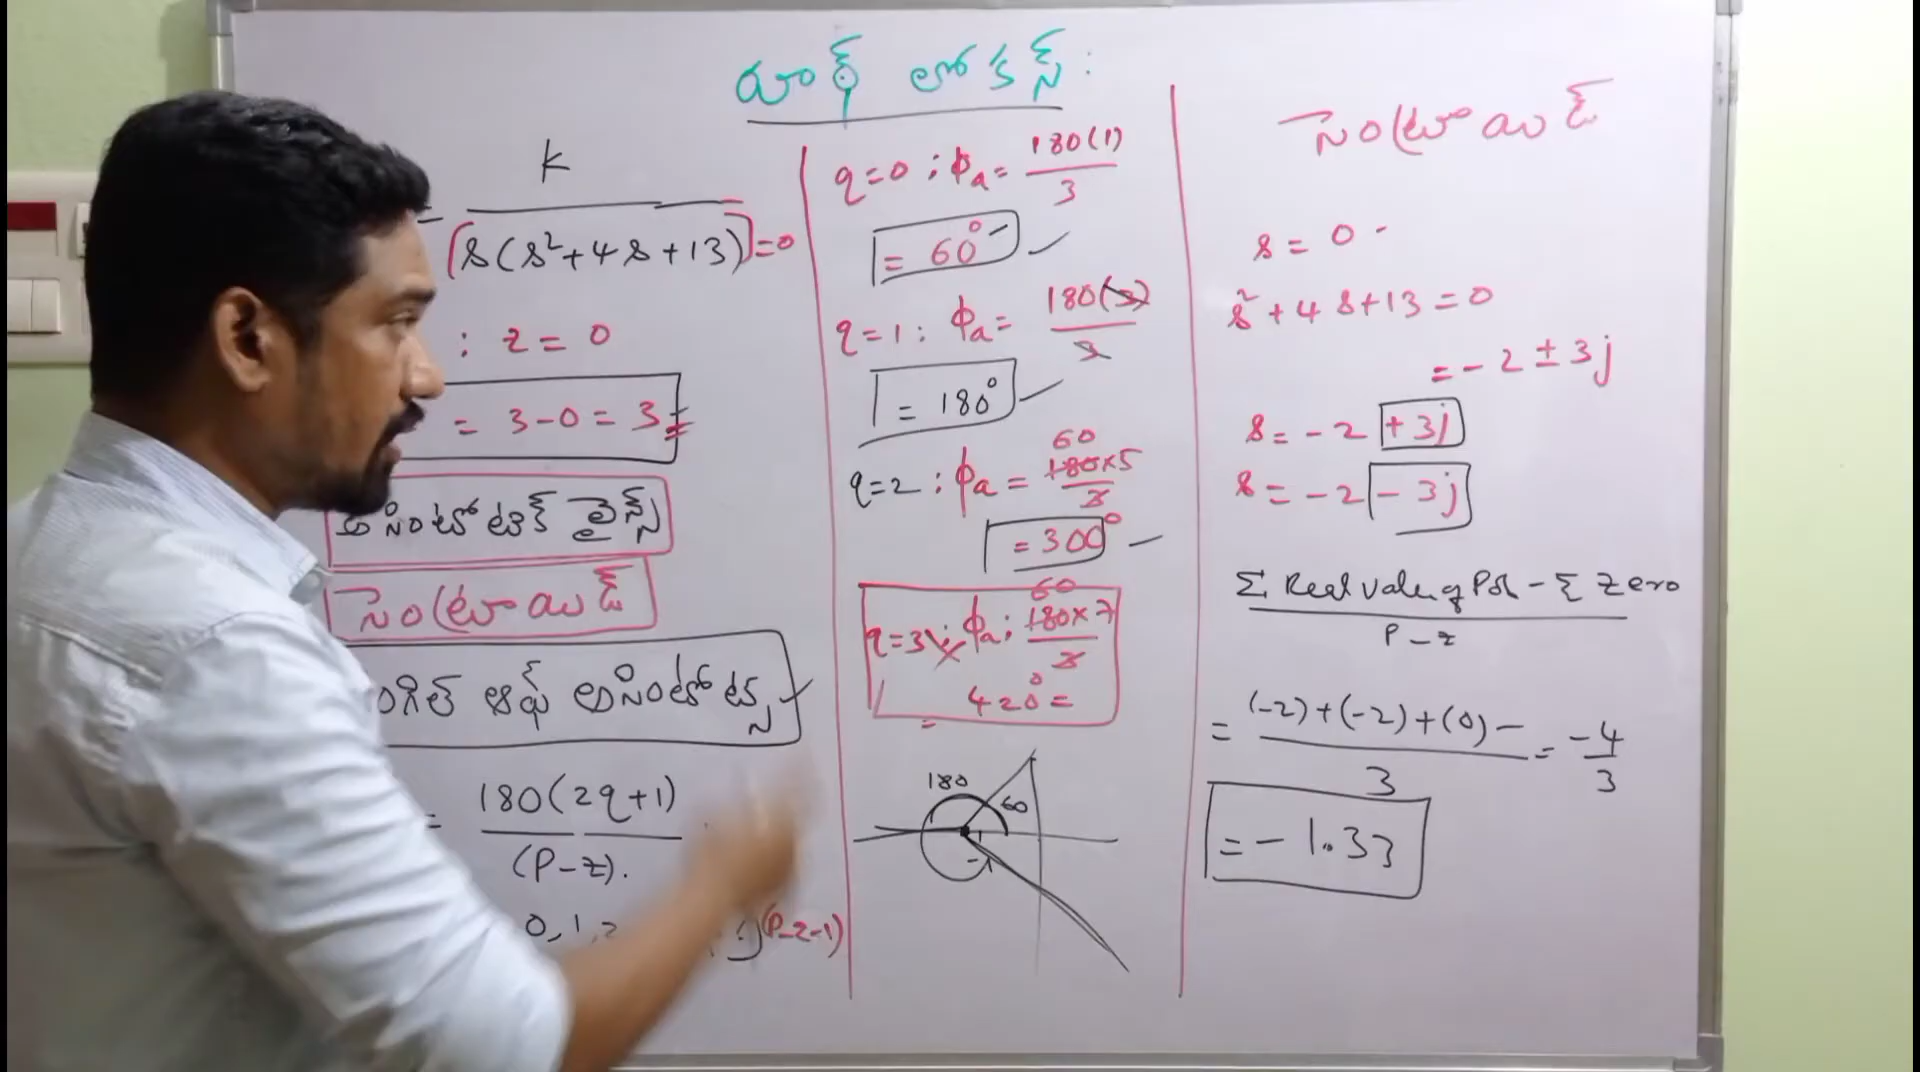 రూట్ లోకస్:
K
s(s²+4s+13)]=0
: z = 0
= 3-0 = 3
అసింటోటిక్ లైన్స్
సెంట్రాయిడ్
ఆఫ్ అసింటోట్స్
= 180(2q+1)
(P-z).
0,1,2
(P-z-1)
q=0 ; ϕa = 180(1)
3
= 60°
q=1 : ϕa = 180(3)
3
= 180°
60
q=2 ; ϕa = 180×5
3
= 300°
60
q=3 ; ϕa ; 180×7
3
420° =
180
60
సెంట్రాయిడ్
s = 0
s²+4s+13 = 0
= -2 ± 3j
s = -2 +3j
s = -2 -3j
Σ Real value of Pol - Σ Zero
P-z
= (-2)+(-2)+(0)- = -4
3 3
= -1.33